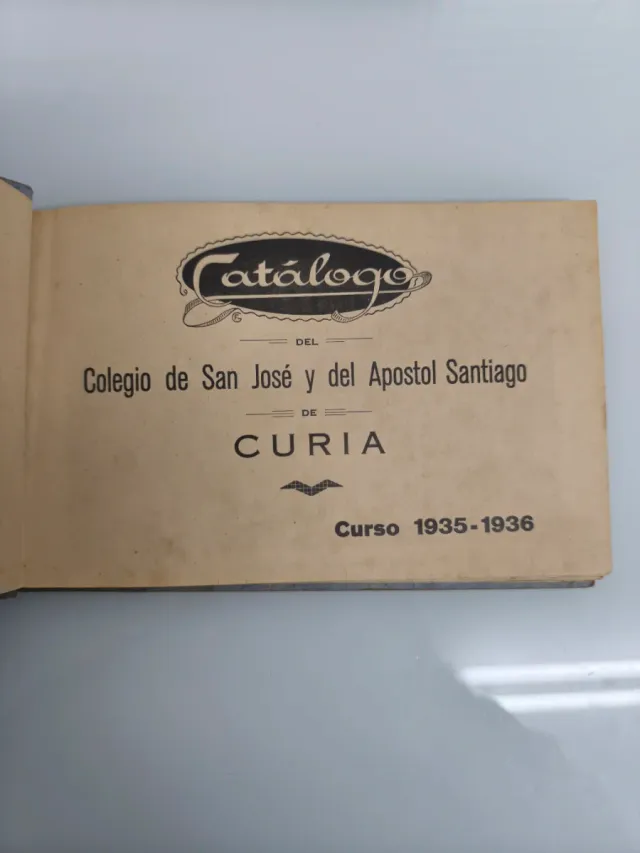 Catálogo
DEL
Colegio de San José y del Apostol Santiago
DE
CURIA
Curso 1935-1936